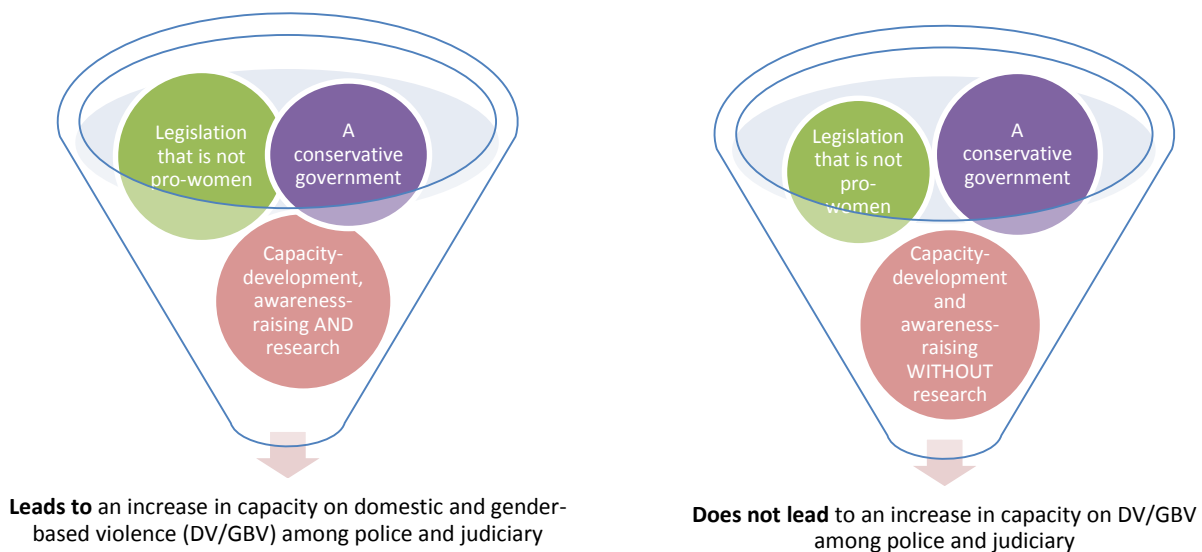 Legislation
that is not
pro-women
A
conservative
government
Capacity-
development,
awareness-
raising AND
research
Leads to an increase in capacity on domestic and gender-
based violence (DV/GBV) among police and judiciary
Legislation
that is not
pro-
women
A
conservative
government
Capacity-
development
and
awareness-
raising
WITHOUT
research
Does not lead to an increase in capacity on DV/GBV
among police and judiciary